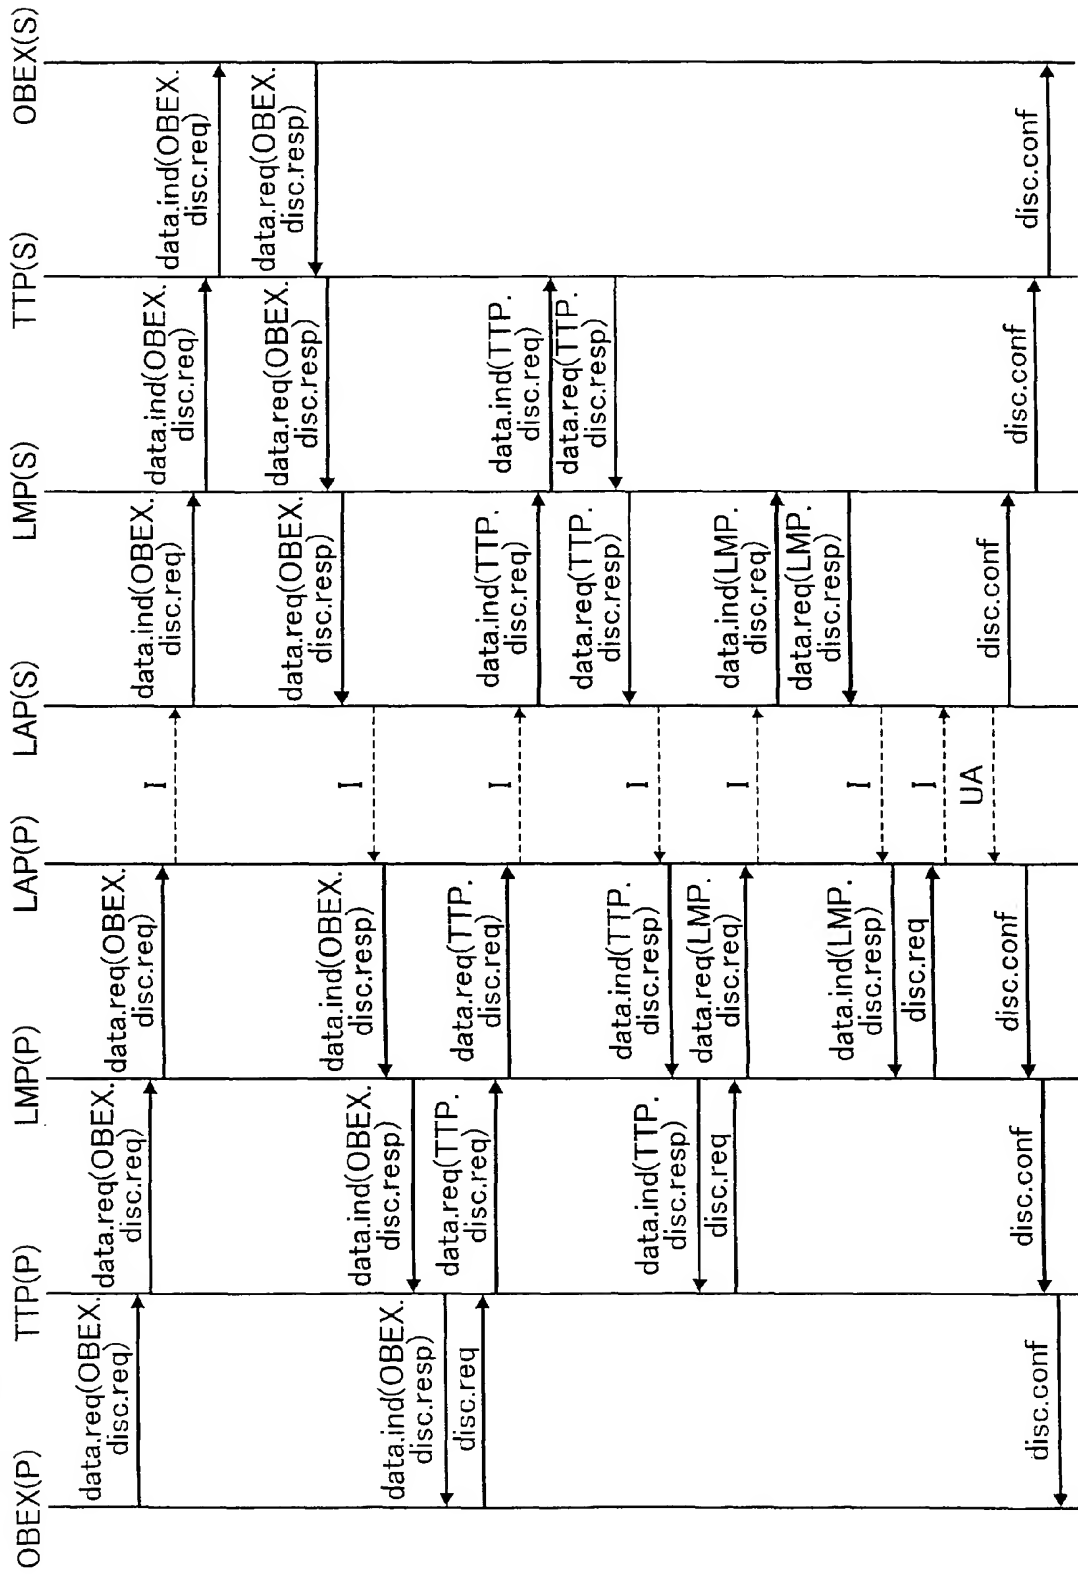 OBEX(P)
TTP(P)
LMP(P)
LAP(P)
LAP(S)
LMP(S)
TTP(S)
OBEX(S)
data.req(OBEX.
disc.req)
data.req(OBEX.
disc.req)
data.req(OBEX.
disc.req)
I
data.ind(OBEX.
disc.req)
data.ind(OBEX.
disc.req)
data.ind(OBEX.
disc.req)
data.req(OBEX.
disc.resp)
data.req(OBEX.
disc.resp)
data.req(OBEX.
disc.resp)
I
data.ind(OBEX.
disc.resp)
data.ind(OBEX.
disc.resp)
data.ind(OBEX.
disc.resp)
disc.req
data.req(TTP.
disc.req)
data.req(TTP.
disc.req)
I
data.ind(TTP.
disc.req)
data.ind(TTP.
disc.req)
data.req(TTP.
disc.resp)
data.req(TTP.
disc.resp)
I
data.ind(TTP.
disc.resp)
data.ind(TTP.
disc.resp)
disc.req
data.req(LMP.
disc.req)
I
data.ind(LMP.
disc.req)
data.req(LMP.
disc.resp)
I
data.ind(LMP.
disc.resp)
disc.req
I
UA
disc.conf
disc.conf
disc.conf
disc.conf
disc.conf
disc.conf